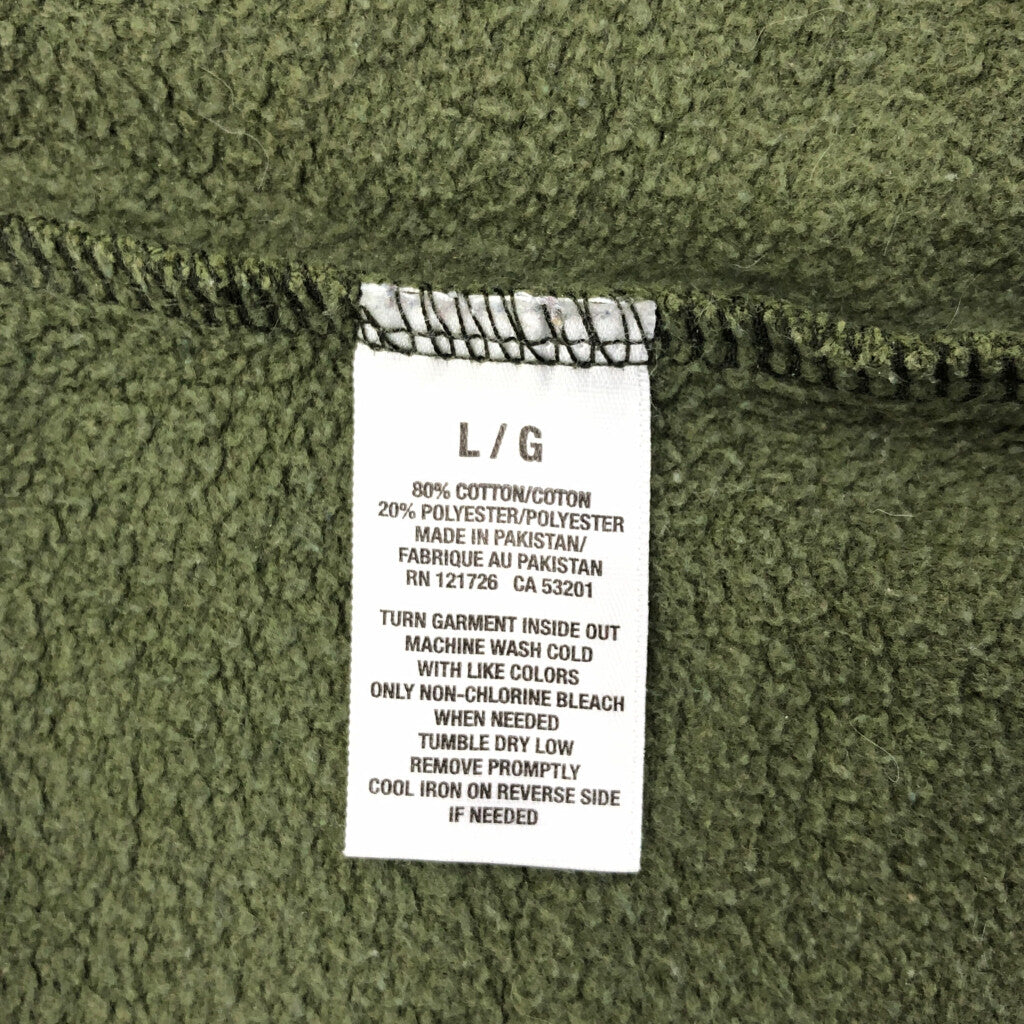 L / G
80% COTTON/COTON
20% POLYESTER/POLYESTER
MADE IN PAKISTAN/
FABRIQUE AU PAKISTAN
RN 121726 CA 53201
TURN GARMENT INSIDE OUT
MACHINE WASH COLD
WITH LIKE COLORS
ONLY NON-CHLORINE BLEACH
WHEN NEEDED
TUMBLE DRY LOW
REMOVE PROMPTLY
COOL IRON ON REVERSE SIDE
IF NEEDED